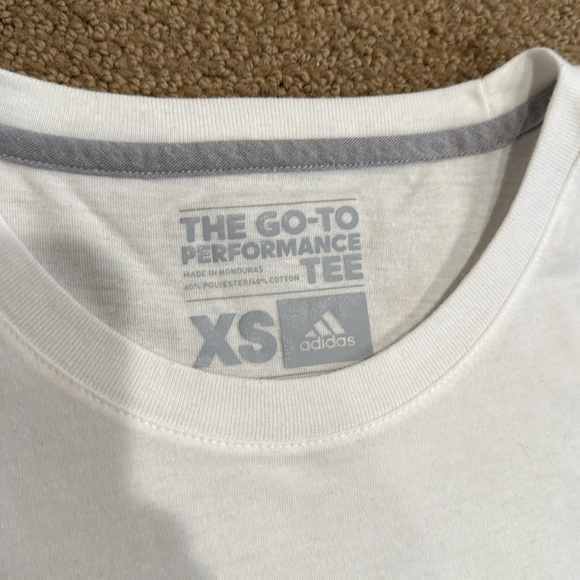 THE GO-TO
PERFORMANCE
MADE IN HONDURAS
60% POLYESTER/40% COTTON
TEE
XS
adidas